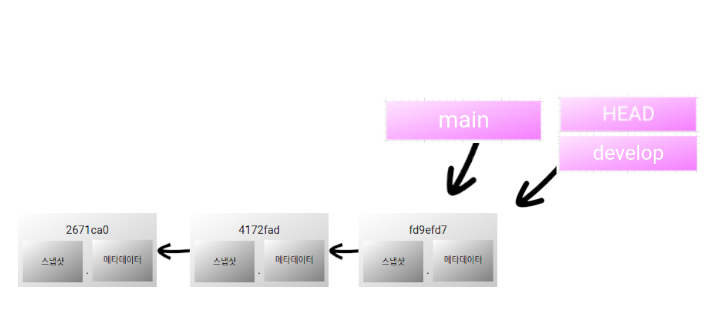 main
HEAD
develop
2671ca0
스냅샷 . 메타데이터
4172fad
스냅샷 . 메타데이터
fd9efd7
스냅샷 . 메타데이터